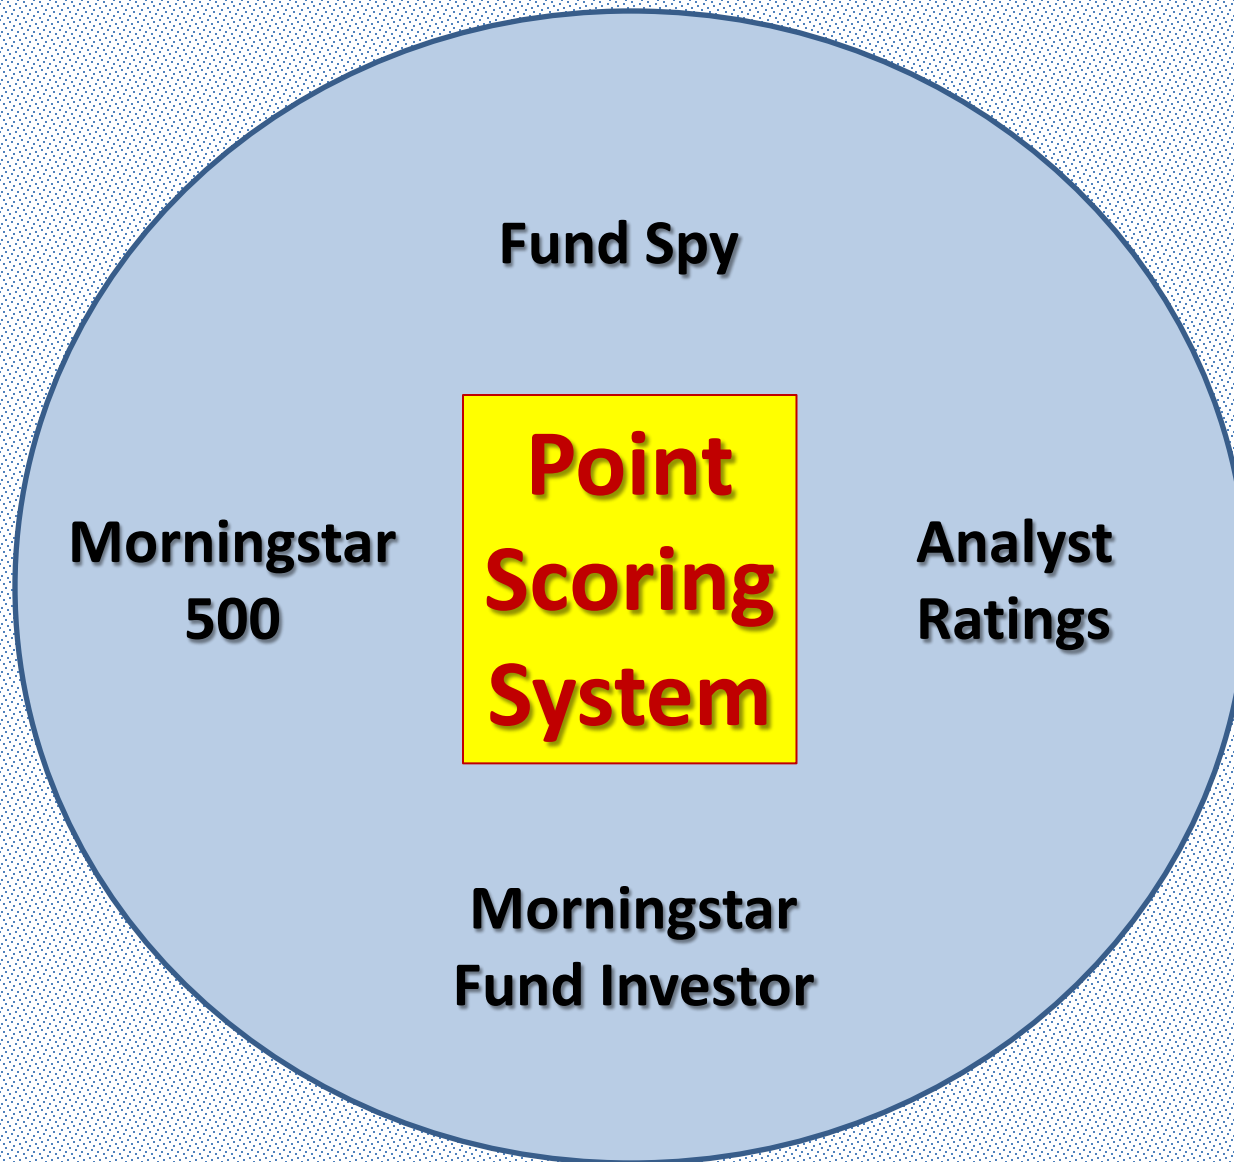 Fund Spy
Point
Scoring
System
Morningstar
500
Analyst
Ratings
Morningstar
Fund Investor